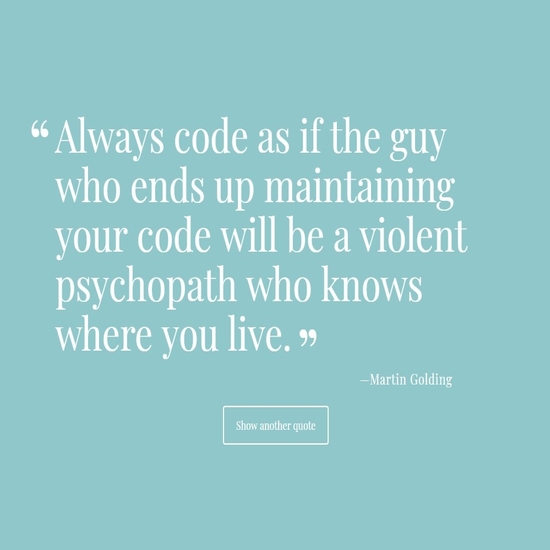 “ Always code as if the guy
who ends up maintaining
your code will be a violent
psychopath who knows
where you live. ”
—Martin Golding
Show another quote